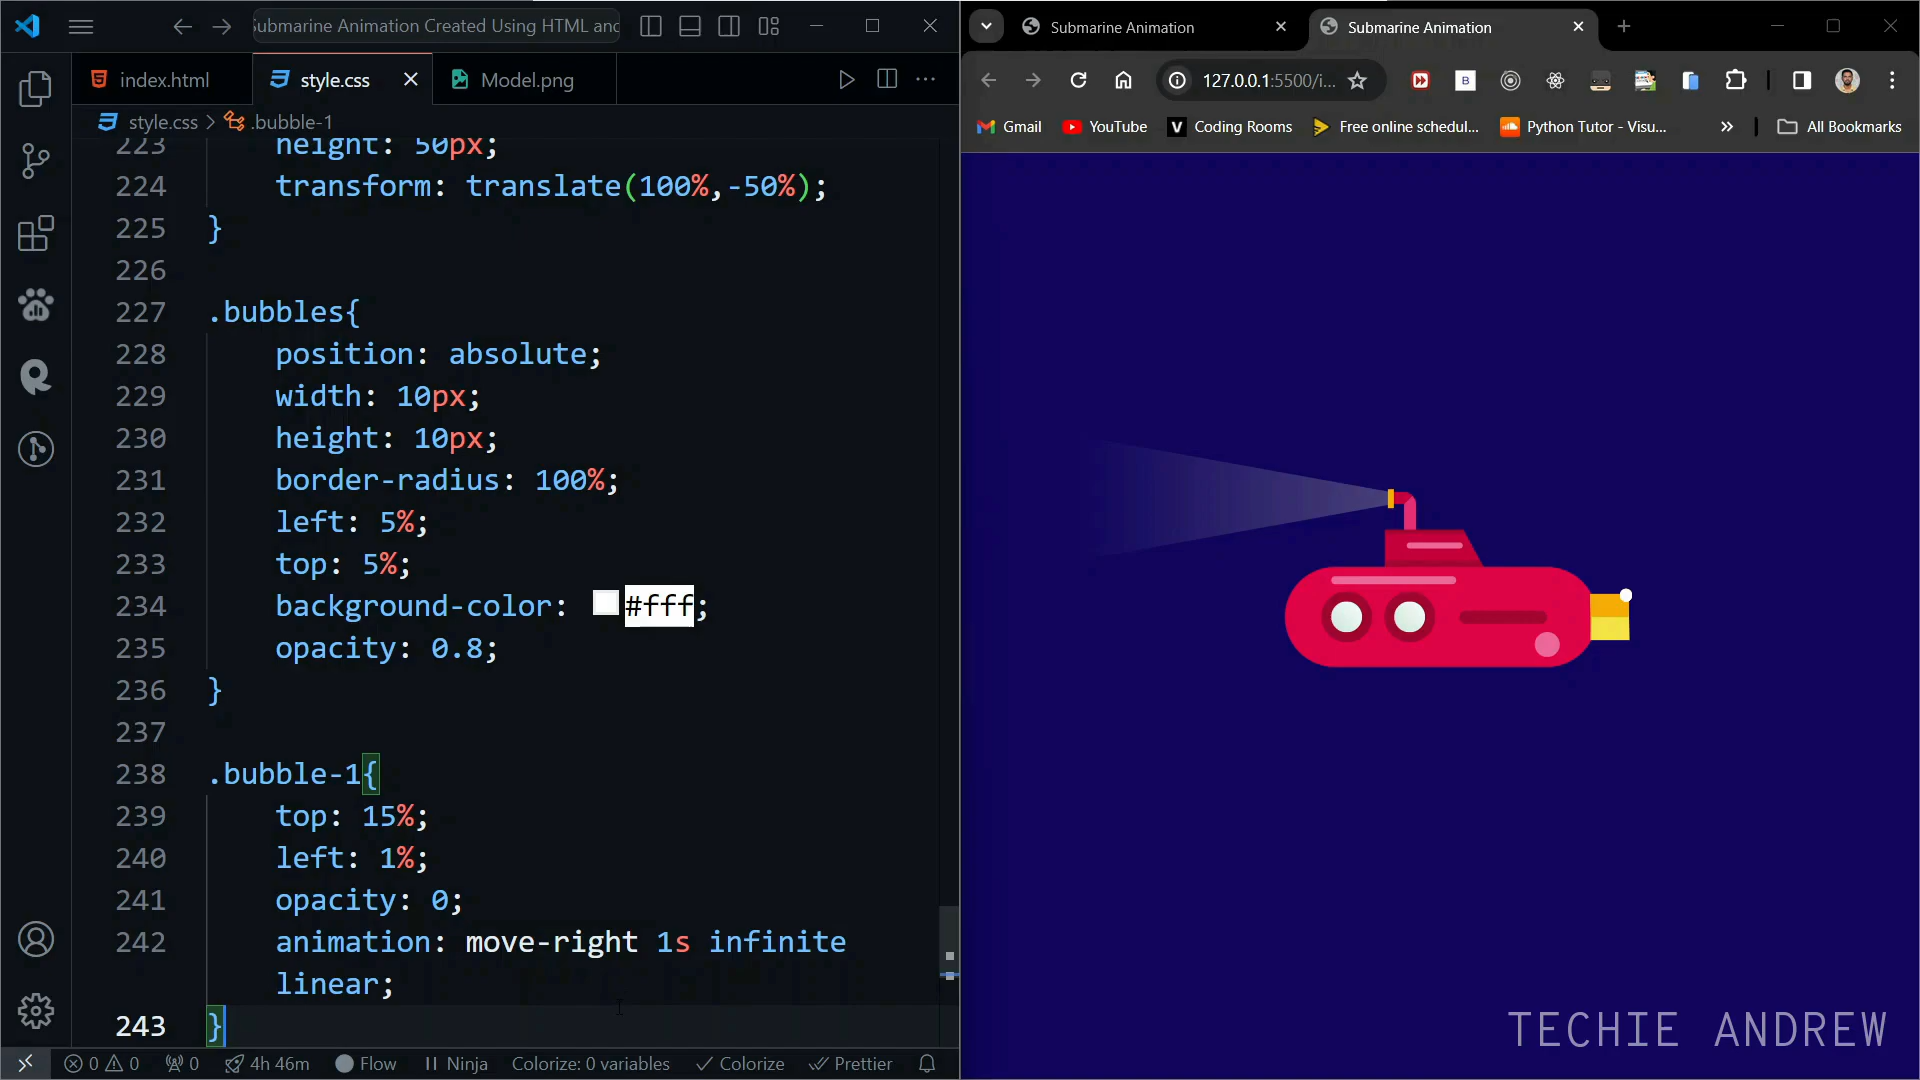 Submarine Animation Created Using HTML and
index.html
style.css
Model.png
style.css > .bubble-1
223 height: 50px;
224 transform: translate(100%,-50%);
225 }
226
227 .bubbles{
228 position: absolute;
229 width: 10px;
230 height: 10px;
231 border-radius: 100%;
232 left: 5%;
233 top: 5%;
234 background-color: #fff;
235 opacity: 0.8;
236 }
237
238 .bubble-1{
239 top: 15%;
240 left: 1%;
241 opacity: 0;
242 animation: move-right 1s infinite
linear;
243 }
0 0 0 4h 46m Flow Ninja Colorize: 0 variables Colorize Prettier
Submarine Animation
Submarine Animation
127.0.0.1:5500/i...
B
Gmail
YouTube
V Coding Rooms
Free online schedul...
Python Tutor - Visu...
All Bookmarks
TECHIE ANDREW